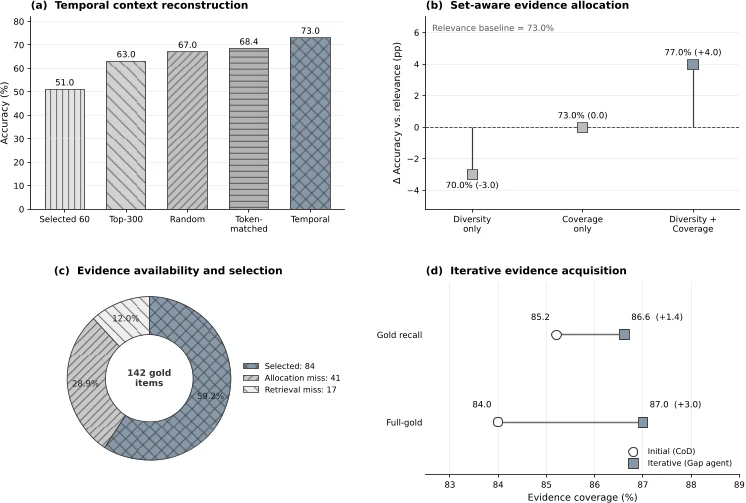 (a) Temporal context reconstruction
Accuracy (%)
80
70
60
50
40
30
20
10
0
51.0
63.0
67.0
68.4
73.0
Selected 60
Top-300
Random
Token-
matched
Temporal
(b) Set-aware evidence allocation
Δ Accuracy vs. relevance (pp)
Relevance baseline = 73.0%
6
4
2
0
−2
−4
70.0% (-3.0)
73.0% (0.0)
77.0% (+4.0)
Diversity
only
Coverage
only
Diversity +
Coverage
(c) Evidence availability and selection
12.0%
28.9%
59.2%
142 gold
items
Selected: 84
Allocation miss: 41
Retrieval miss: 17
(d) Iterative evidence acquisition
Gold recall
85.2
86.6 (+1.4)
Full-gold
84.0
87.0 (+3.0)
Initial (CoD)
Iterative (Gap agent)
83
84
85
86
87
88
89
Evidence coverage (%)